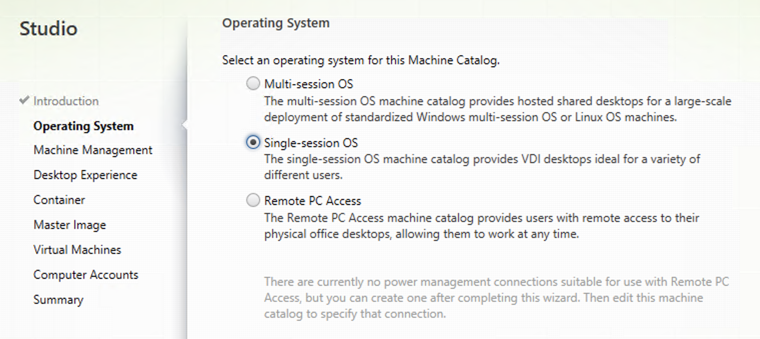 Studio
Introduction
Operating System
Machine Management
Desktop Experience
Container
Master Image
Virtual Machines
Computer Accounts
Summary
Operating System
Select an operating system for this Machine Catalog.
Multi-session OS
The multi-session OS machine catalog provides hosted shared desktops for a large-scale
deployment of standardized Windows multi-session OS or Linux OS machines.
Single-session OS
The single-session OS machine catalog provides VDI desktops ideal for a variety of
different users.
Remote PC Access
The Remote PC Access machine catalog provides users with remote access to their
physical office desktops, allowing them to work at any time.
There are currently no power management connections suitable for use with Remote PC
Access, but you can create one after completing this wizard. Then edit this machine
catalog to specify that connection.